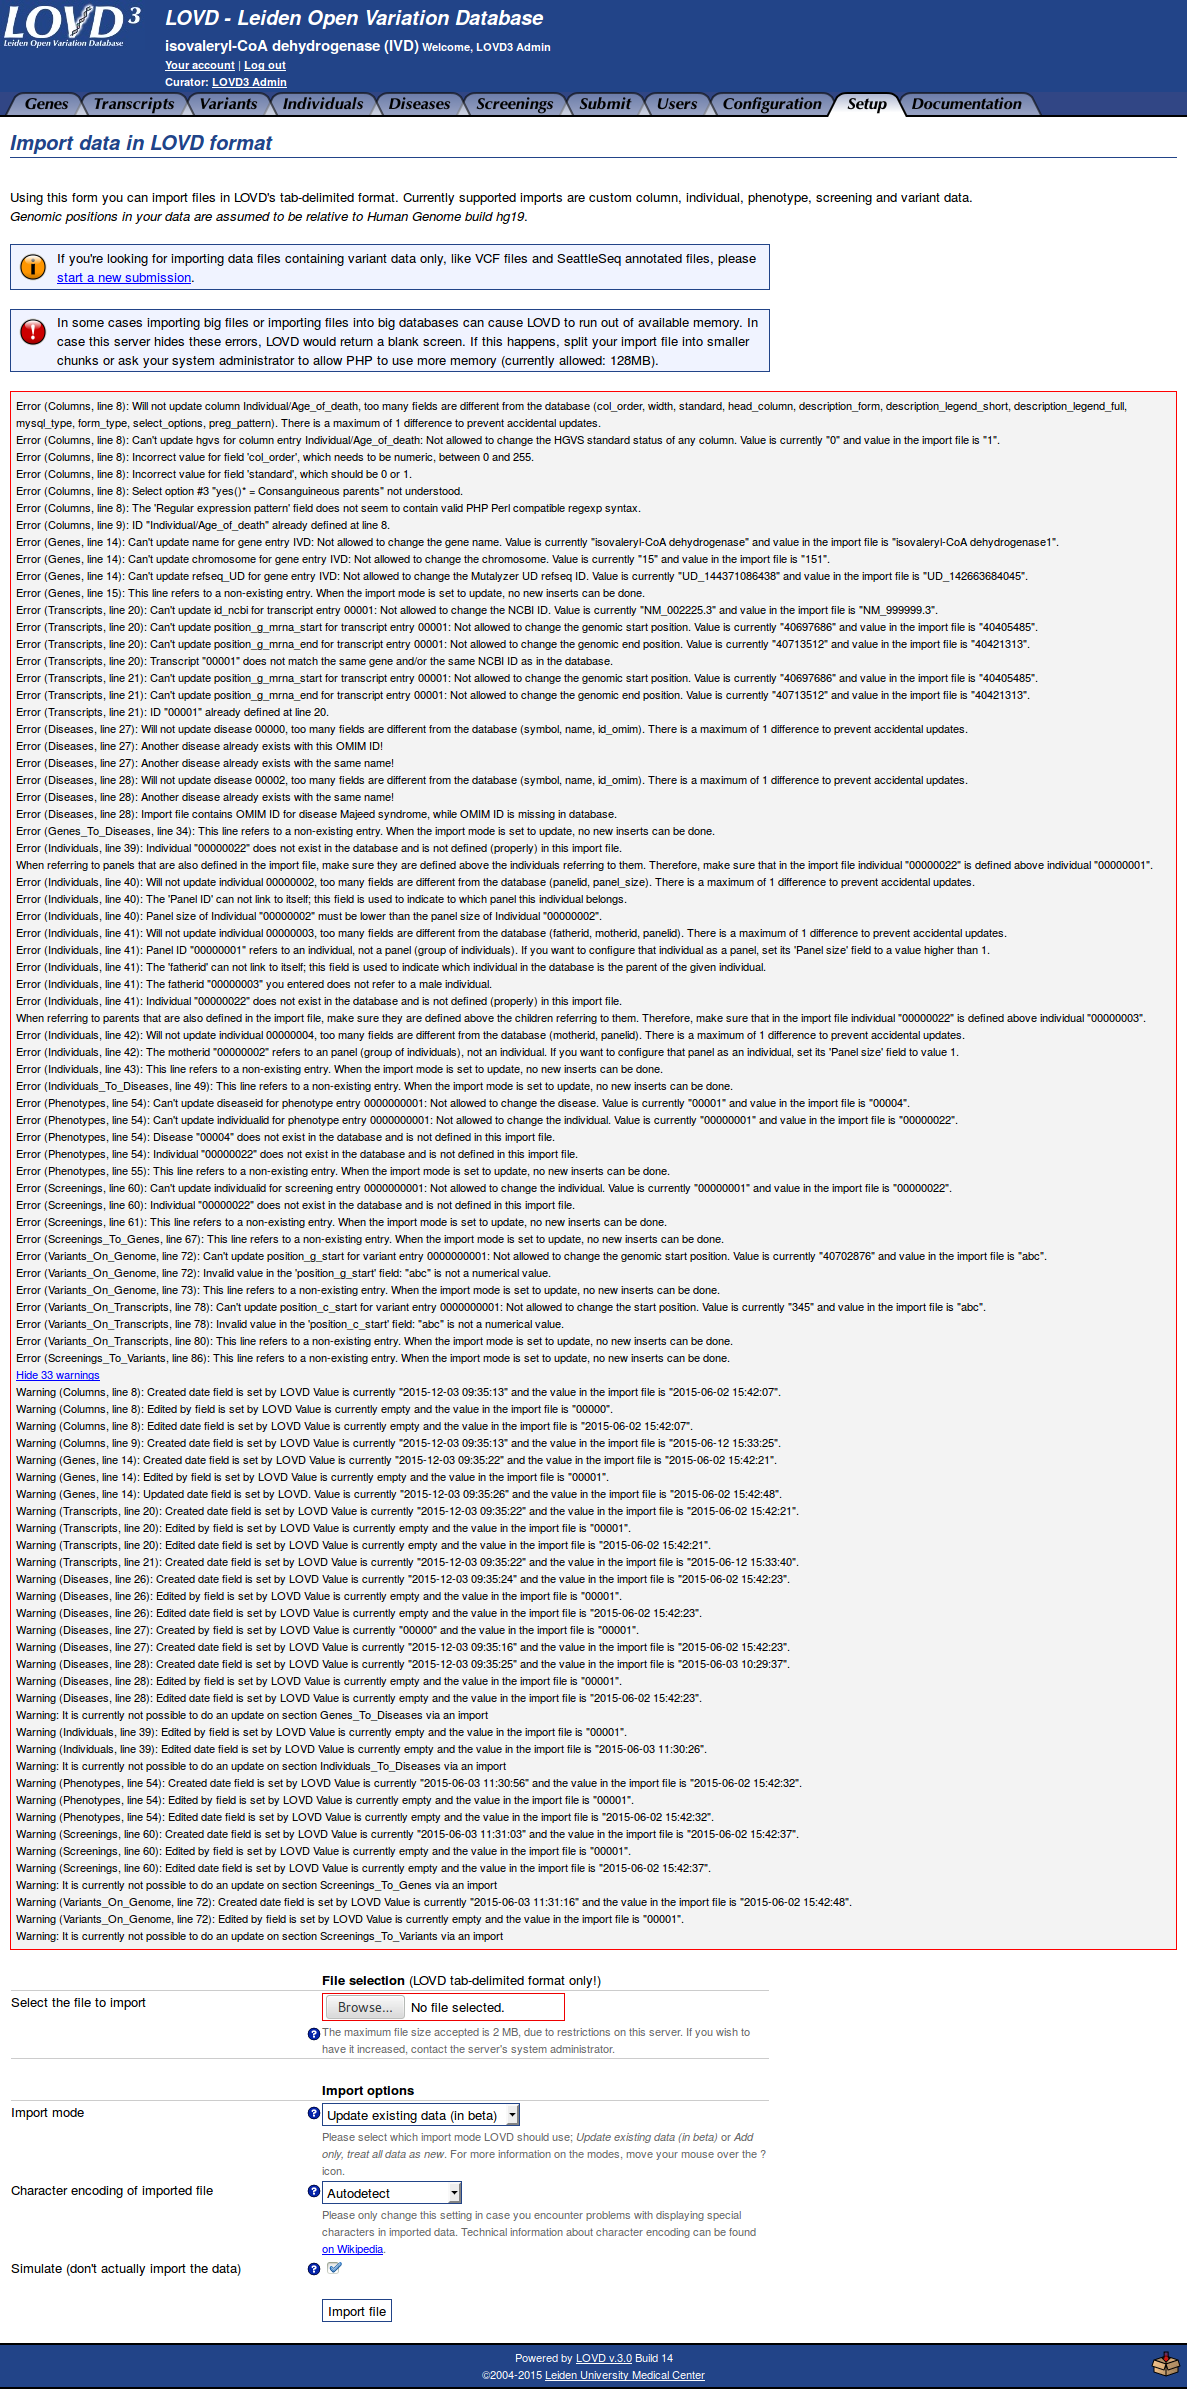 LOVD 3
Leiden Open Variation Database
LOVD - Leiden Open Variation Database
isovaleryl-CoA dehydrogenase (IVD) Welcome, LOVD3 Admin
Your account | Log out
Curator: LOVD3 Admin
Genes Transcripts Variants Individuals Diseases Screenings Submit Users Configuration Setup Documentation
Import data in LOVD format
Using this form you can import files in LOVD's tab-delimited format. Currently supported imports are custom column, individual, phenotype, screening and variant data.
Genomic positions in your data are assumed to be relative to Human Genome build hg19.
If you're looking for importing data files containing variant data only, like VCF files and SeattleSeq annotated files, please
start a new submission.
In some cases importing big files or importing files into big databases can cause LOVD to run out of available memory. In
case this server hides these errors, LOVD would return a blank screen. If this happens, split your import file into smaller
chunks or ask your system administrator to allow PHP to use more memory (currently allowed: 128MB).
Error (Columns, line 8): Will not update column Individual/Age_of_death, too many fields are different from the database (col_order, width, standard, head_column, description_form, description_legend_short, description_legend_full,
mysql_type, form_type, select_options, preg_pattern). There is a maximum of 1 difference to prevent accidental updates.
Error (Columns, line 8): Can't update hgvs for column entry Individual/Age_of_death: Not allowed to change the HGVS standard status of any column. Value is currently "0" and value in the import file is "1".
Error (Columns, line 8): Incorrect value for field 'col_order', which needs to be numeric, between 0 and 255.
Error (Columns, line 8): Incorrect value for field 'standard', which should be 0 or 1.
Error (Columns, line 8): Select option #3 "yes()* = Consanguineous parents" not understood.
Error (Columns, line 8): The 'Regular expression pattern' field does not seem to contain valid PHP Perl compatible regexp syntax.
Error (Columns, line 9): ID "Individual/Age_of_death" already defined at line 8.
Error (Genes, line 14): Can't update name for gene entry IVD: Not allowed to change the gene name. Value is currently "isovaleryl-CoA dehydrogenase" and value in the import file is "isovaleryl-CoA dehydrogenase1".
Error (Genes, line 14): Can't update chromosome for gene entry IVD: Not allowed to change the chromosome. Value is currently "15" and value in the import file is "151".
Error (Genes, line 14): Can't update refseq_UD for gene entry IVD: Not allowed to change the Mutalyzer UD refseq ID. Value is currently "UD_144371086438" and value in the import file is "UD_142663684045".
Error (Genes, line 15): This line refers to a non-existing entry. When the import mode is set to update, no new inserts can be done.
Error (Transcripts, line 20): Can't update id_ncbi for transcript entry 00001: Not allowed to change the NCBI ID. Value is currently "NM_002225.3" and value in the import file is "NM_999999.3".
Error (Transcripts, line 20): Can't update position_g_mrna_start for transcript entry 00001: Not allowed to change the genomic start position. Value is currently "40697686" and value in the import file is "40405485".
Error (Transcripts, line 20): Can't update position_g_mrna_end for transcript entry 00001: Not allowed to change the genomic end position. Value is currently "40713512" and value in the import file is "40421313".
Error (Transcripts, line 20): Transcript "00001" does not match the same gene and/or the same NCBI ID as in the database.
Error (Transcripts, line 21): Can't update position_g_mrna_start for transcript entry 00001: Not allowed to change the genomic start position. Value is currently "40697686" and value in the import file is "40405485".
Error (Transcripts, line 21): Can't update position_g_mrna_end for transcript entry 00001: Not allowed to change the genomic end position. Value is currently "40713512" and value in the import file is "40421313".
Error (Transcripts, line 21): ID "00001" already defined at line 20.
Error (Diseases, line 27): Will not update disease 00000, too many fields are different from the database (symbol, name, id_omim). There is a maximum of 1 difference to prevent accidental updates.
Error (Diseases, line 27): Another disease already exists with this OMIM ID!
Error (Diseases, line 27): Another disease already exists with the same name!
Error (Diseases, line 28): Will not update disease 00002, too many fields are different from the database (symbol, name, id_omim). There is a maximum of 1 difference to prevent accidental updates.
Error (Diseases, line 28): Another disease already exists with the same name!
Error (Diseases, line 28): Import file contains OMIM ID for disease Majeed syndrome, while OMIM ID is missing in database.
Error (Genes_To_Diseases, line 34): This line refers to a non-existing entry. When the import mode is set to update, no new inserts can be done.
Error (Individuals, line 39): Individual "00000022" does not exist in the database and is not defined (properly) in this import file.
When referring to panels that are also defined in the import file, make sure they are defined above the individuals referring to them. Therefore, make sure that in the import file individual "00000022" is defined above individual "00000001".
Error (Individuals, line 40): Will not update individual 00000002, too many fields are different from the database (panelid, panel_size). There is a maximum of 1 difference to prevent accidental updates.
Error (Individuals, line 40): The 'Panel ID' can not link to itself; this field is used to indicate to which panel this individual belongs.
Error (Individuals, line 40): Panel size of Individual "00000002" must be lower than the panel size of Individual "00000002".
Error (Individuals, line 41): Will not update individual 00000003, too many fields are different from the database (fatherid, motherid, panelid). There is a maximum of 1 difference to prevent accidental updates.
Error (Individuals, line 41): Panel ID "00000001" refers to an individual, not a panel (group of individuals). If you want to configure that individual as a panel, set its 'Panel size' field to a value higher than 1.
Error (Individuals, line 41): The 'fatherid' can not link to itself; this field is used to indicate which individual in the database is the parent of the given individual.
Error (Individuals, line 41): The fatherid "00000003" you entered does not refer to a male individual.
Error (Individuals, line 41): Individual "00000022" does not exist in the database and is not defined (properly) in this import file.
When referring to parents that are also defined in the import file, make sure they are defined above the children referring to them. Therefore, make sure that in the import file individual "00000022" is defined above individual "00000003".
Error (Individuals, line 42): Will not update individual 00000004, too many fields are different from the database (motherid, panelid). There is a maximum of 1 difference to prevent accidental updates.
Error (Individuals, line 42): The motherid "00000002" refers to an panel (group of individuals), not an individual. If you want to configure that panel as an individual, set its 'Panel size' field to value 1.
Error (Individuals, line 43): This line refers to a non-existing entry. When the import mode is set to update, no new inserts can be done.
Error (Individuals_To_Diseases, line 49): This line refers to a non-existing entry. When the import mode is set to update, no new inserts can be done.
Error (Phenotypes, line 54): Can't update diseaseid for phenotype entry 0000000001: Not allowed to change the disease. Value is currently "00001" and value in the import file is "00004".
Error (Phenotypes, line 54): Can't update individualid for phenotype entry 0000000001: Not allowed to change the individual. Value is currently "00000001" and value in the import file is "00000022".
Error (Phenotypes, line 54): Disease "00004" does not exist in the database and is not defined in this import file.
Error (Phenotypes, line 54): Individual "00000022" does not exist in the database and is not defined in this import file.
Error (Phenotypes, line 55): This line refers to a non-existing entry. When the import mode is set to update, no new inserts can be done.
Error (Screenings, line 60): Can't update individualid for screening entry 0000000001: Not allowed to change the individual. Value is currently "00000001" and value in the import file is "00000022".
Error (Screenings, line 60): Individual "00000022" does not exist in the database and is not defined in this import file.
Error (Screenings, line 61): This line refers to a non-existing entry. When the import mode is set to update, no new inserts can be done.
Error (Screenings_To_Genes, line 67): This line refers to a non-existing entry. When the import mode is set to update, no new inserts can be done.
Error (Variants_On_Genome, line 72): Can't update position_g_start for variant entry 0000000001: Not allowed to change the genomic start position. Value is currently "40702876" and value in the import file is "abc".
Error (Variants_On_Genome, line 72): Invalid value in the 'position_g_start' field: "abc" is not a numerical value.
Error (Variants_On_Genome, line 73): This line refers to a non-existing entry. When the import mode is set to update, no new inserts can be done.
Error (Variants_On_Transcripts, line 78): Can't update position_c_start for variant entry 0000000001: Not allowed to change the start position. Value is currently "345" and value in the import file is "abc".
Error (Variants_On_Transcripts, line 78): Invalid value in the 'position_c_start' field: "abc" is not a numerical value.
Error (Variants_On_Transcripts, line 80): This line refers to a non-existing entry. When the import mode is set to update, no new inserts can be done.
Error (Screenings_To_Variants, line 86): This line refers to a non-existing entry. When the import mode is set to update, no new inserts can be done.
Hide 33 warnings
Warning (Columns, line 8): Created date field is set by LOVD Value is currently "2015-12-03 09:35:13" and the value in the import file is "2015-06-02 15:42:07".
Warning (Columns, line 8): Edited by field is set by LOVD Value is currently empty and the value in the import file is "00000".
Warning (Columns, line 8): Edited date field is set by LOVD Value is currently empty and the value in the import file is "2015-06-02 15:42:07".
Warning (Columns, line 9): Created date field is set by LOVD Value is currently "2015-12-03 09:35:13" and the value in the import file is "2015-06-12 15:33:25".
Warning (Genes, line 14): Created date field is set by LOVD Value is currently "2015-12-03 09:35:22" and the value in the import file is "2015-06-02 15:42:21".
Warning (Genes, line 14): Edited by field is set by LOVD Value is currently empty and the value in the import file is "00001".
Warning (Genes, line 14): Updated date field is set by LOVD. Value is currently "2015-12-03 09:35:26" and the value in the import file is "2015-06-02 15:42:48".
Warning (Transcripts, line 20): Created date field is set by LOVD Value is currently "2015-12-03 09:35:22" and the value in the import file is "2015-06-02 15:42:21".
Warning (Transcripts, line 20): Edited by field is set by LOVD Value is currently empty and the value in the import file is "00001".
Warning (Transcripts, line 20): Edited date field is set by LOVD Value is currently empty and the value in the import file is "2015-06-02 15:42:21".
Warning (Transcripts, line 21): Created date field is set by LOVD Value is currently "2015-12-03 09:35:22" and the value in the import file is "2015-06-12 15:33:40".
Warning (Diseases, line 26): Created date field is set by LOVD Value is currently "2015-12-03 09:35:24" and the value in the import file is "2015-06-02 15:42:23".
Warning (Diseases, line 26): Edited by field is set by LOVD Value is currently empty and the value in the import file is "00001".
Warning (Diseases, line 26): Edited date field is set by LOVD Value is currently empty and the value in the import file is "2015-06-02 15:42:23".
Warning (Diseases, line 27): Created by field is set by LOVD Value is currently "00000" and the value in the import file is "00001".
Warning (Diseases, line 27): Created date field is set by LOVD Value is currently "2015-12-03 09:35:16" and the value in the import file is "2015-06-02 15:42:23".
Warning (Diseases, line 28): Created date field is set by LOVD Value is currently "2015-12-03 09:35:25" and the value in the import file is "2015-06-03 10:29:37".
Warning (Diseases, line 28): Edited by field is set by LOVD Value is currently empty and the value in the import file is "00001".
Warning (Diseases, line 28): Edited date field is set by LOVD Value is currently empty and the value in the import file is "2015-06-02 15:42:23".
Warning: It is currently not possible to do an update on section Genes_To_Diseases via an import
Warning (Individuals, line 39): Edited by field is set by LOVD Value is currently empty and the value in the import file is "00001".
Warning (Individuals, line 39): Edited date field is set by LOVD Value is currently empty and the value in the import file is "2015-06-03 11:30:26".
Warning: It is currently not possible to do an update on section Individuals_To_Diseases via an import
Warning (Phenotypes, line 54): Created date field is set by LOVD Value is currently "2015-06-03 11:30:56" and the value in the import file is "2015-06-02 15:42:32".
Warning (Phenotypes, line 54): Edited by field is set by LOVD Value is currently empty and the value in the import file is "00001".
Warning (Phenotypes, line 54): Edited date field is set by LOVD Value is currently empty and the value in the import file is "2015-06-02 15:42:32".
Warning (Screenings, line 60): Created date field is set by LOVD Value is currently "2015-06-03 11:31:03" and the value in the import file is "2015-06-02 15:42:37".
Warning (Screenings, line 60): Edited by field is set by LOVD Value is currently empty and the value in the import file is "00001".
Warning (Screenings, line 60): Edited date field is set by LOVD Value is currently empty and the value in the import file is "2015-06-02 15:42:37".
Warning: It is currently not possible to do an update on section Screenings_To_Genes via an import
Warning (Variants_On_Genome, line 72): Created date field is set by LOVD Value is currently "2015-06-03 11:31:16" and the value in the import file is "2015-06-02 15:42:48".
Warning (Variants_On_Genome, line 72): Edited by field is set by LOVD Value is currently empty and the value in the import file is "00001".
Warning: It is currently not possible to do an update on section Screenings_To_Variants via an import
File selection (LOVD tab-delimited format only!)
Select the file to import
Browse... No file selected.
The maximum file size accepted is 2 MB, due to restrictions on this server. If you wish to
have it increased, contact the server's system administrator.
Import options
Import mode
Update existing data (in beta)
Please select which import mode LOVD should use; Update existing data (in beta) or Add
only, treat all data as new. For more information on the modes, move your mouse over the ?
icon.
Character encoding of imported file
Autodetect
Please only change this setting in case you encounter problems with displaying special
characters in imported data. Technical information about character encoding can be found
on Wikipedia.
Simulate (don't actually import the data)
Import file
Powered by LOVD v.3.0 Build 14
©2004-2015 Leiden University Medical Center